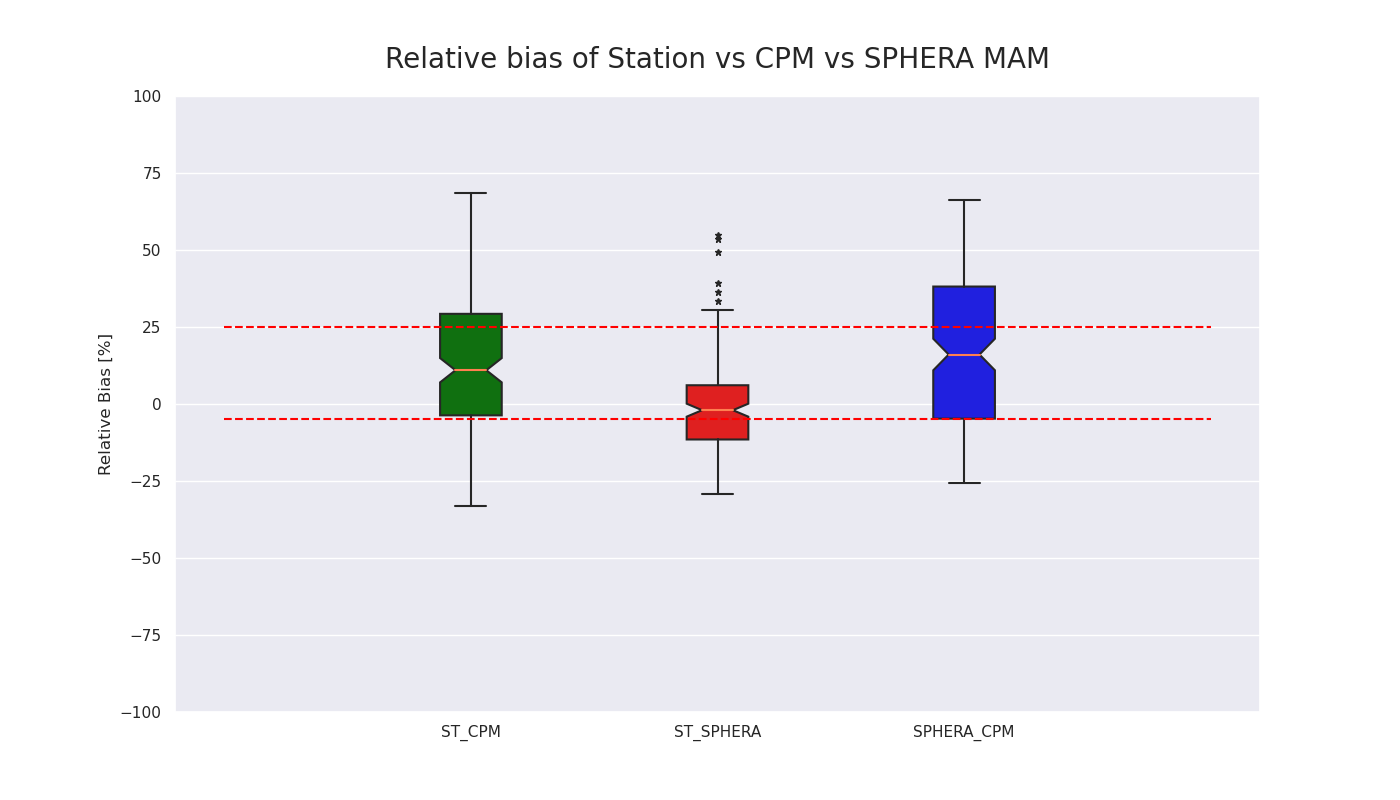 Relative bias of Station vs CPM vs SPHERA MAM
100
75
50
25
0
−25
−50
−75
−100
Relative Bias [%]
ST_CPM
ST_SPHERA
SPHERA_CPM